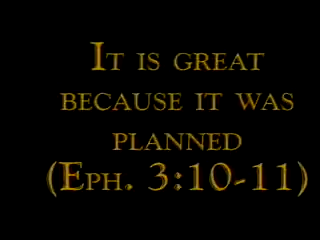 It is great
because it was
planned
(Eph. 3:10-11)